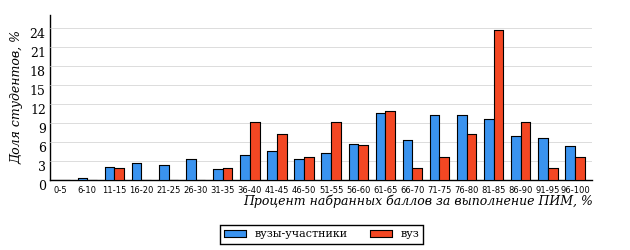 Доля студентов, %
24
21
18
15
12
9
6
3
0
0-5 6-10 11-15 16-20 21-25 26-30 31-35 36-40 41-45 46-50 51-55 56-60 61-65 66-70 71-75 76-80 81-85 86-90 91-95 96-100
Процент набранных баллов за выполнение ПИМ, %
вузы-участники вуз